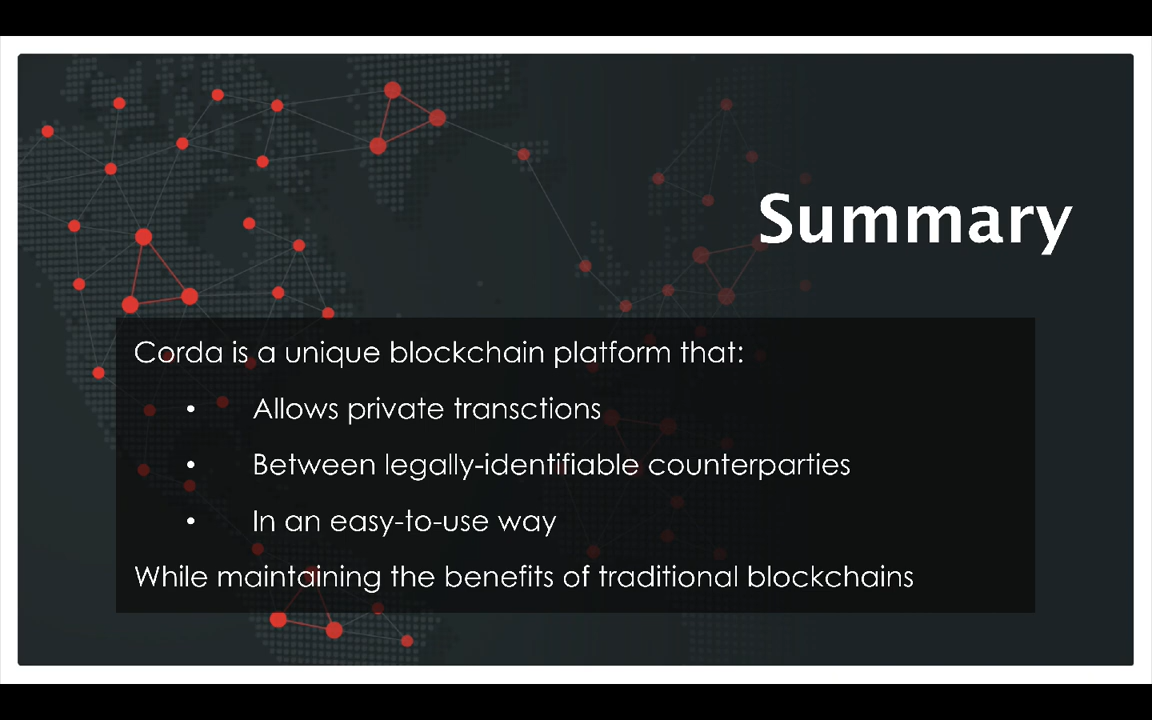 Summary
Corda is a unique blockchain platform that:
• Allows private transctions
• Between legally-identifiable counterparties
• In an easy-to-use way
While maintaining the benefits of traditional blockchains